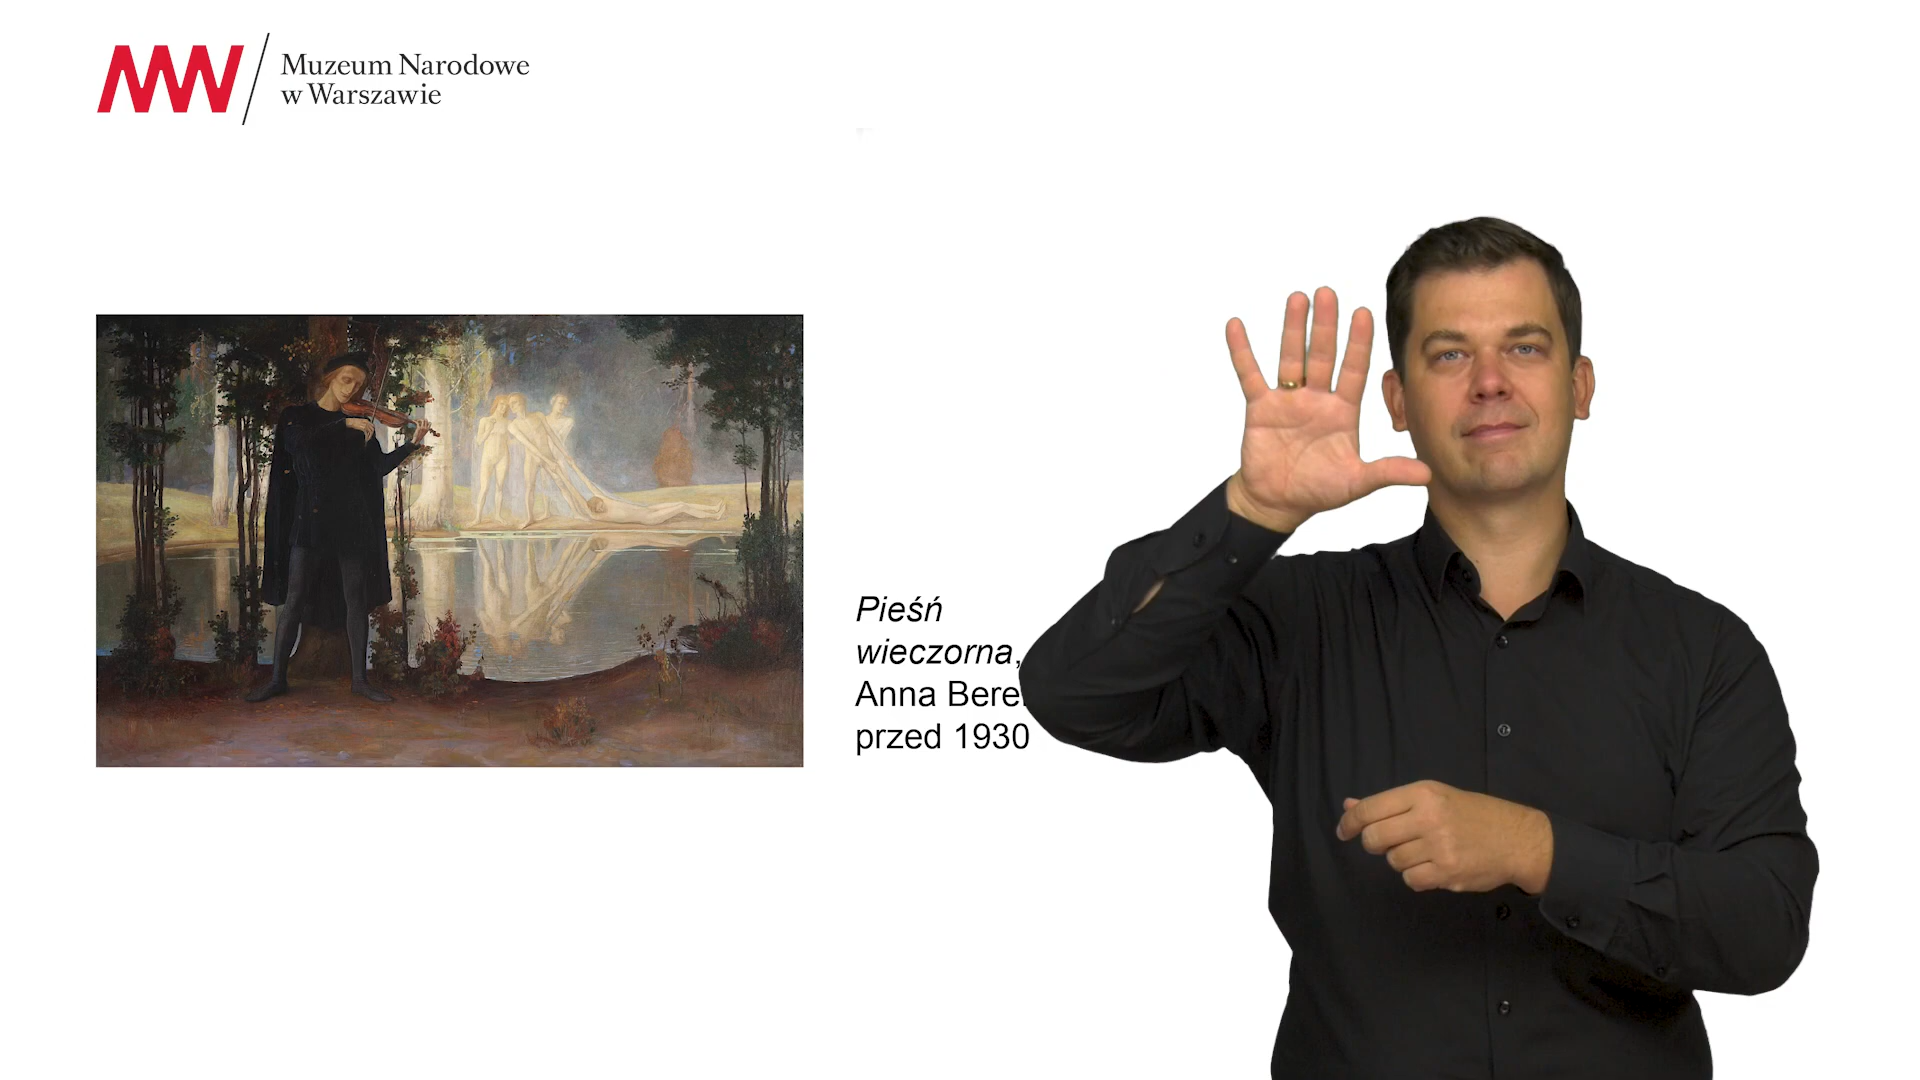 Muzeum Narodowe
w Warszawie
Pieśń
wieczorna,
Anna
przed 1930